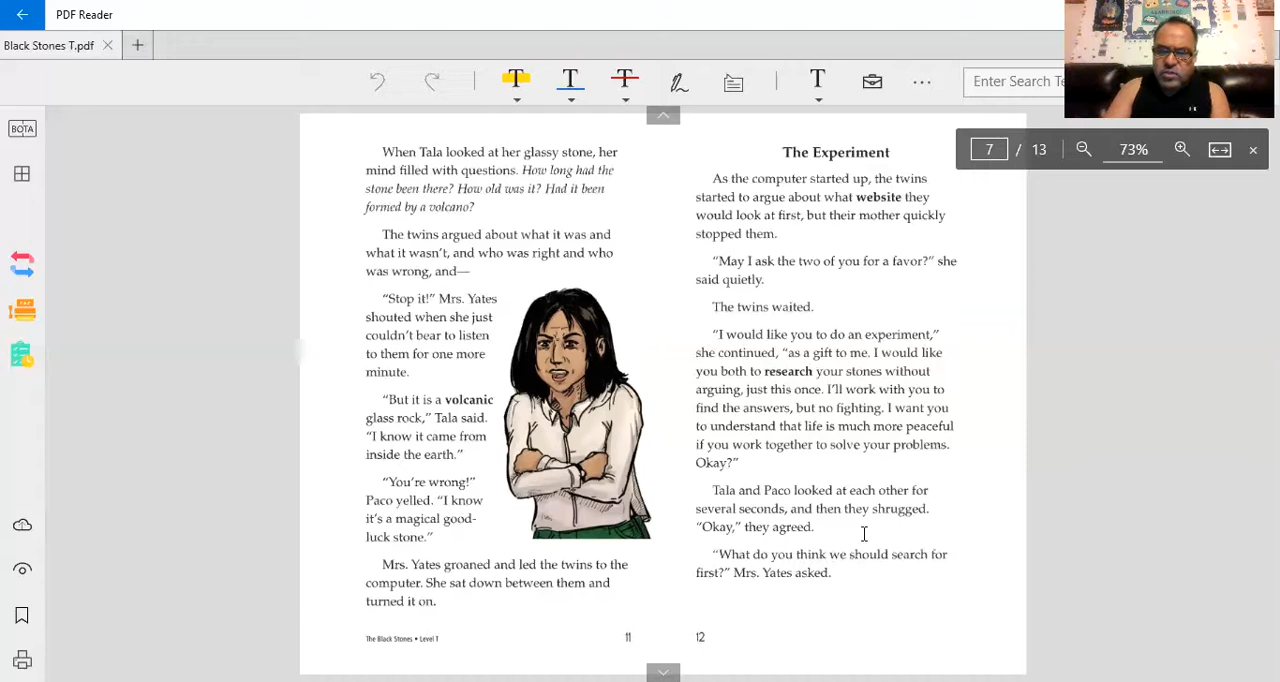 PDF Reader
Black Stones T.pdf
Enter Search Te
BOTA
7 / 13
73%
When Tala looked at her glassy stone, her
mind filled with questions. How long had the
stone been there? How old was it? Had it been
formed by a volcano?
The twins argued about what it was and
what it wasn't, and who was right and who
was wrong, and—
"Stop it!" Mrs. Yates
shouted when she just
couldn't bear to listen
to them for one more
minute.
"But it is a volcanic
glass rock," Tala said.
"I know it came from
inside the earth."
"You're wrong!"
Paco yelled. "I know
it's a magical good-
luck stone."
Mrs. Yates groaned and led the twins to the
computer. She sat down between them and
turned it on.
The Black Stones • Level T
11
The Experiment
As the computer started up, the twins
started to argue about what website they
would look at first, but their mother quickly
stopped them.
"May I ask the two of you for a favor?" she
said quietly.
The twins waited.
"I would like you to do an experiment,"
she continued, "as a gift to me. I would like
you both to research your stones without
arguing, just this once. I'll work with you to
find the answers, but no fighting. I want you
to understand that life is much more peaceful
if you work together to solve your problems.
Okay?"
Tala and Paco looked at each other for
several seconds, and then they shrugged.
"Okay," they agreed.
"What do you think we should search for
first?" Mrs. Yates asked.
12